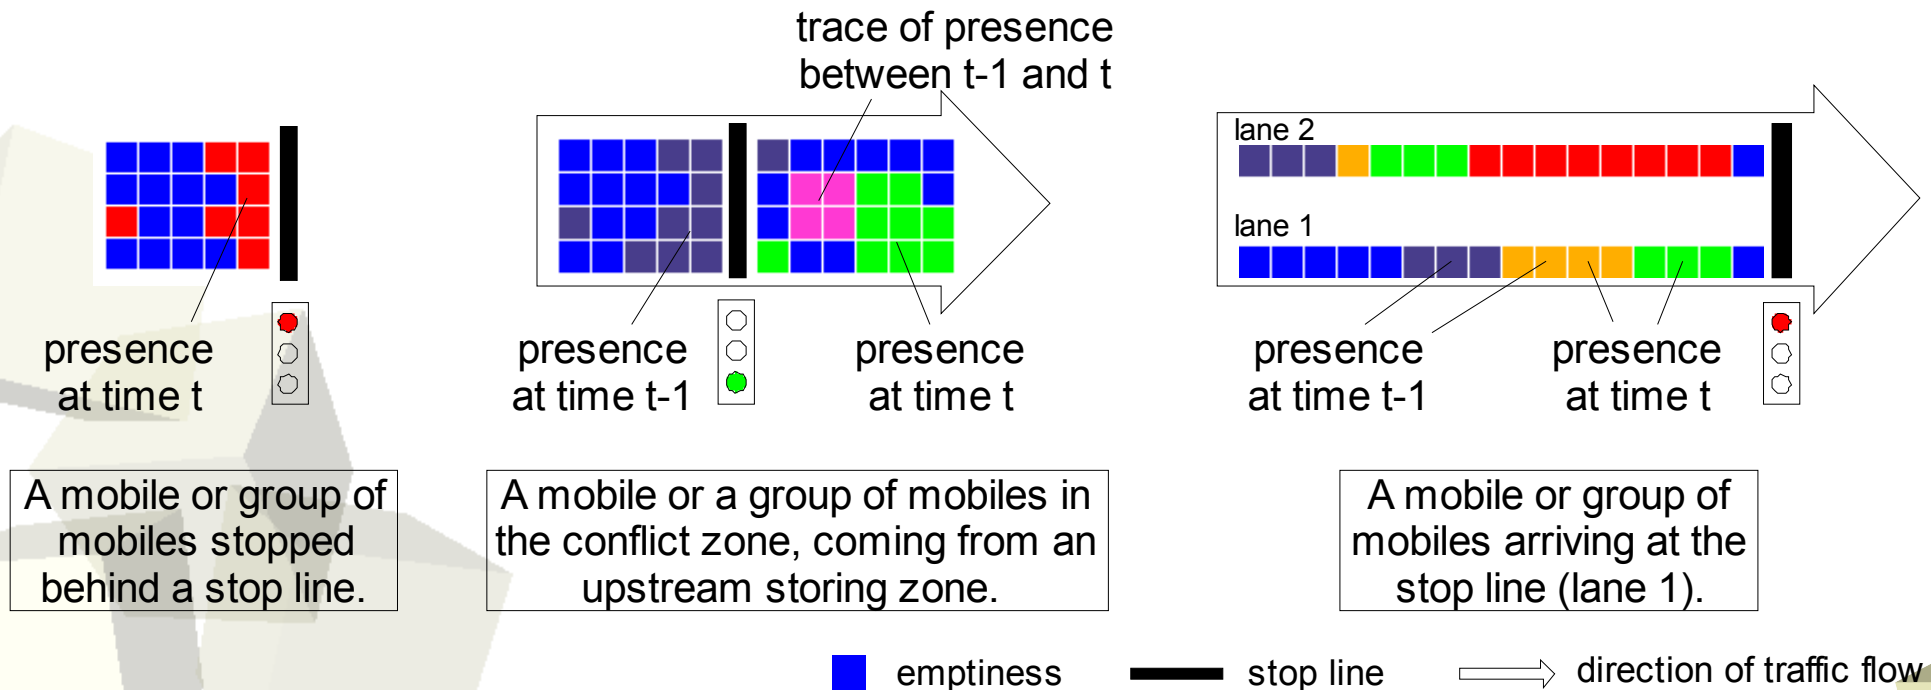 trace of presence
between t-1 and t
lane 2
lane 1
presence
at time t
presence
at time t-1
presence
at time t
presence
at time t-1
presence
at time t
A mobile or group of
mobiles stopped
behind a stop line.
A mobile or a group of mobiles in
the conflict zone, coming from an
upstream storing zone.
A mobile or group of
mobiles arriving at the
stop line (lane 1).
emptiness
stop line
direction of traffic flow